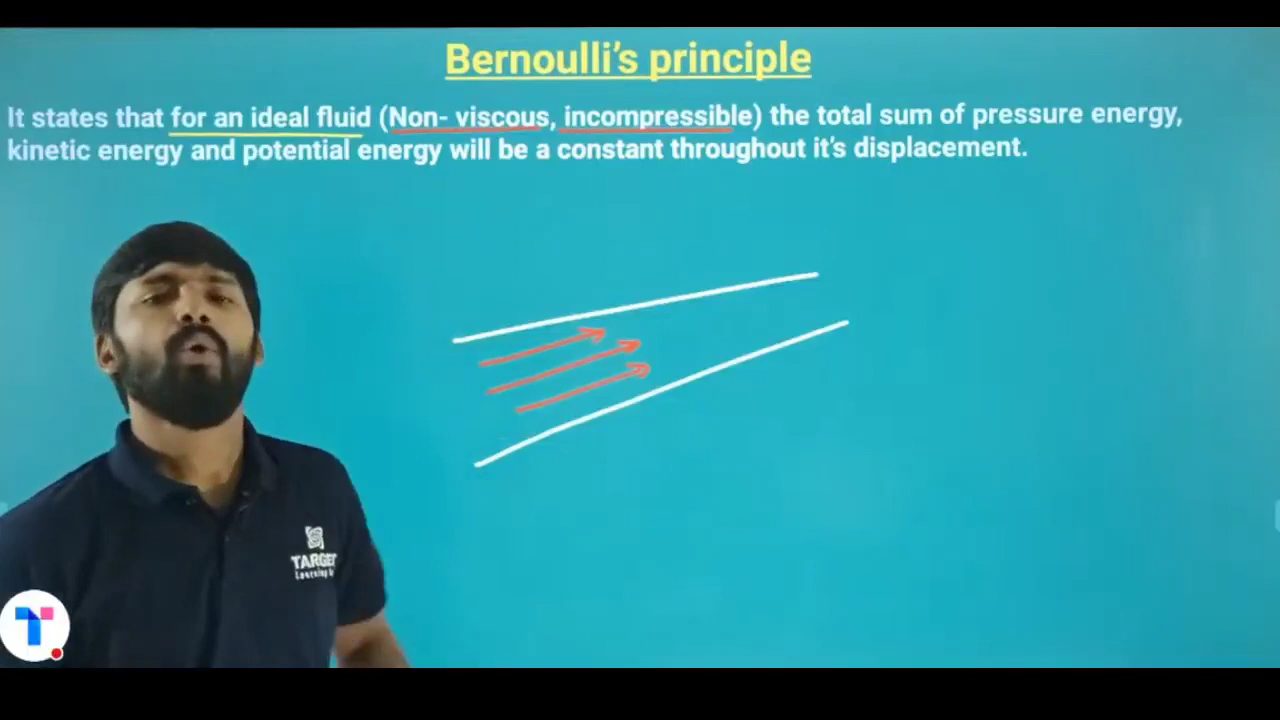 Bernoulli's principle
It states that for an ideal fluid (Non- viscous, incompressible) the total sum of pressure energy,
kinetic energy and potential energy will be a constant throughout it's displacement.
TARGET